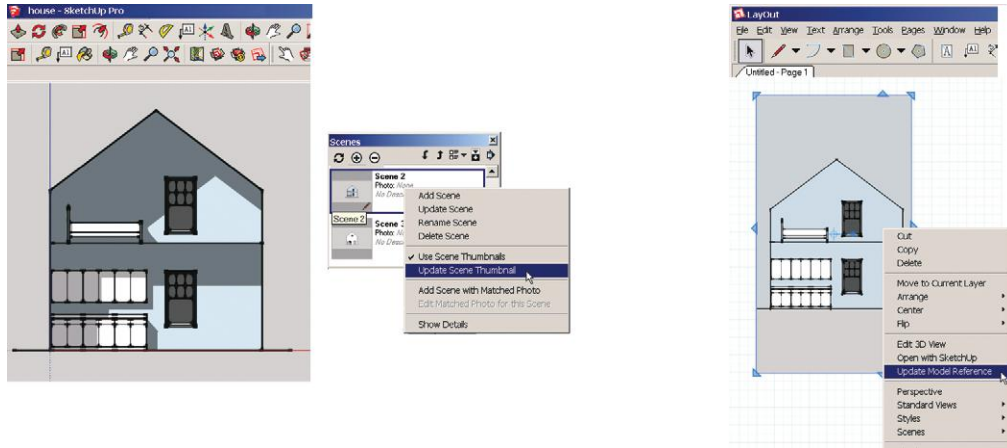 house - SketchUp Pro
Scenes
Scene 2
Photo: None
No
Scene 2
Scene
Photo:
No
Add Scene
Update Scene
Rename Scene
Delete Scene
Use Scene Thumbnails
Update Scene Thumbnail
Add Scene with Matched Photo
Edit Matched Photo for this Scene
Show Details
LayOut
File Edit View Text Arrange Tools Pages Window Help
A A1
Untitled - Page 1
Cut
Copy
Delete
Move to Current Layer
Arrange
Center
Flip
Edit 3D View
Open with SketchUp
Update Model Reference
Perspective
Standard Views
Styles
Scenes